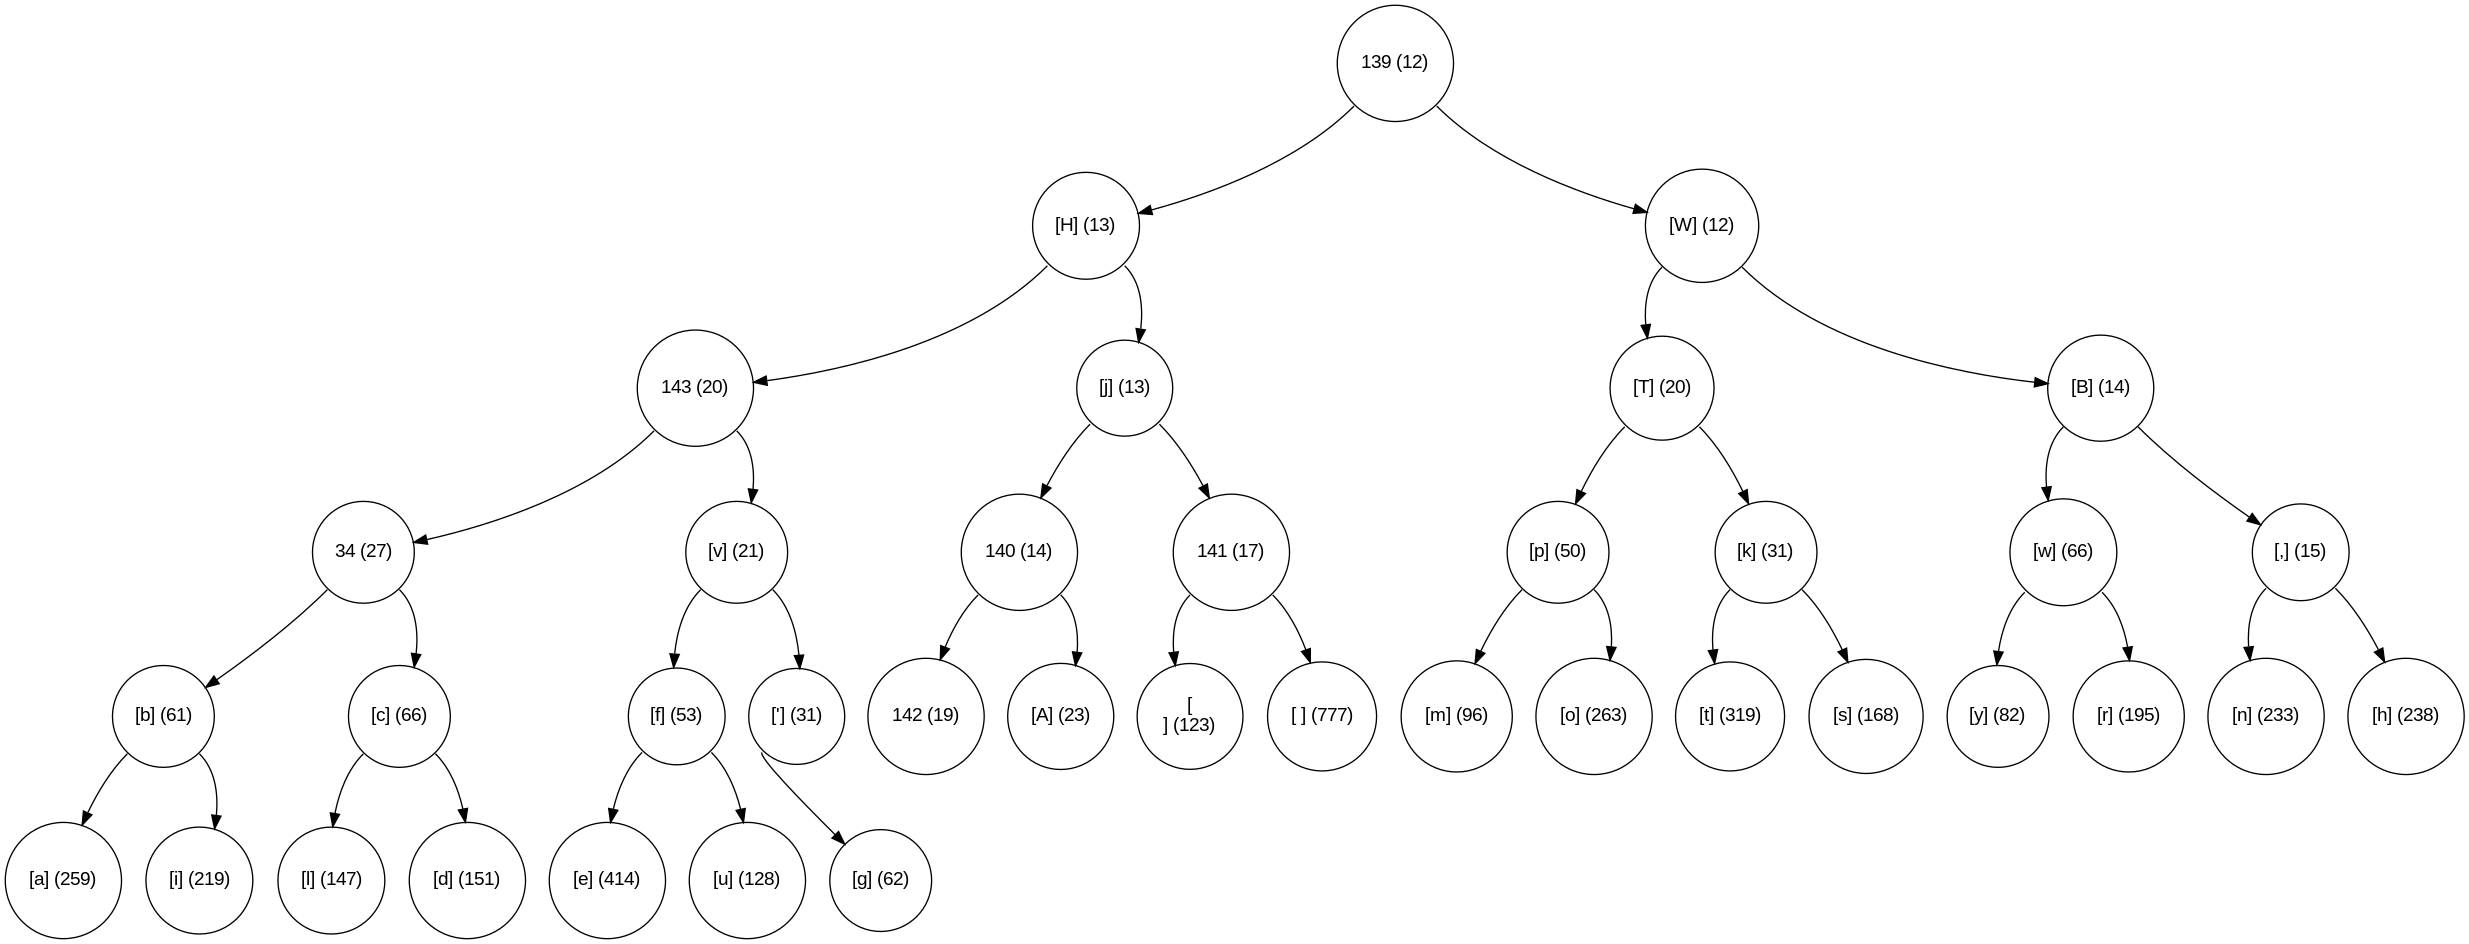 139 (12)
[H] (13)
[W] (12)
143 (20)
[j] (13)
[T] (20)
[B] (14)
34 (27)
[v] (21)
140 (14)
141 (17)
[p] (50)
[k] (31)
[w] (66)
[,] (15)
[b] (61)
[c] (66)
[f] (53)
['] (31)
142 (19)
[A] (23)
[
] (123)
[ ] (777)
[m] (96)
[o] (263)
[t] (319)
[s] (168)
[y] (82)
[r] (195)
[n] (233)
[h] (238)
[a] (259)
[i] (219)
[l] (147)
[d] (151)
[e] (414)
[u] (128)
[g] (62)